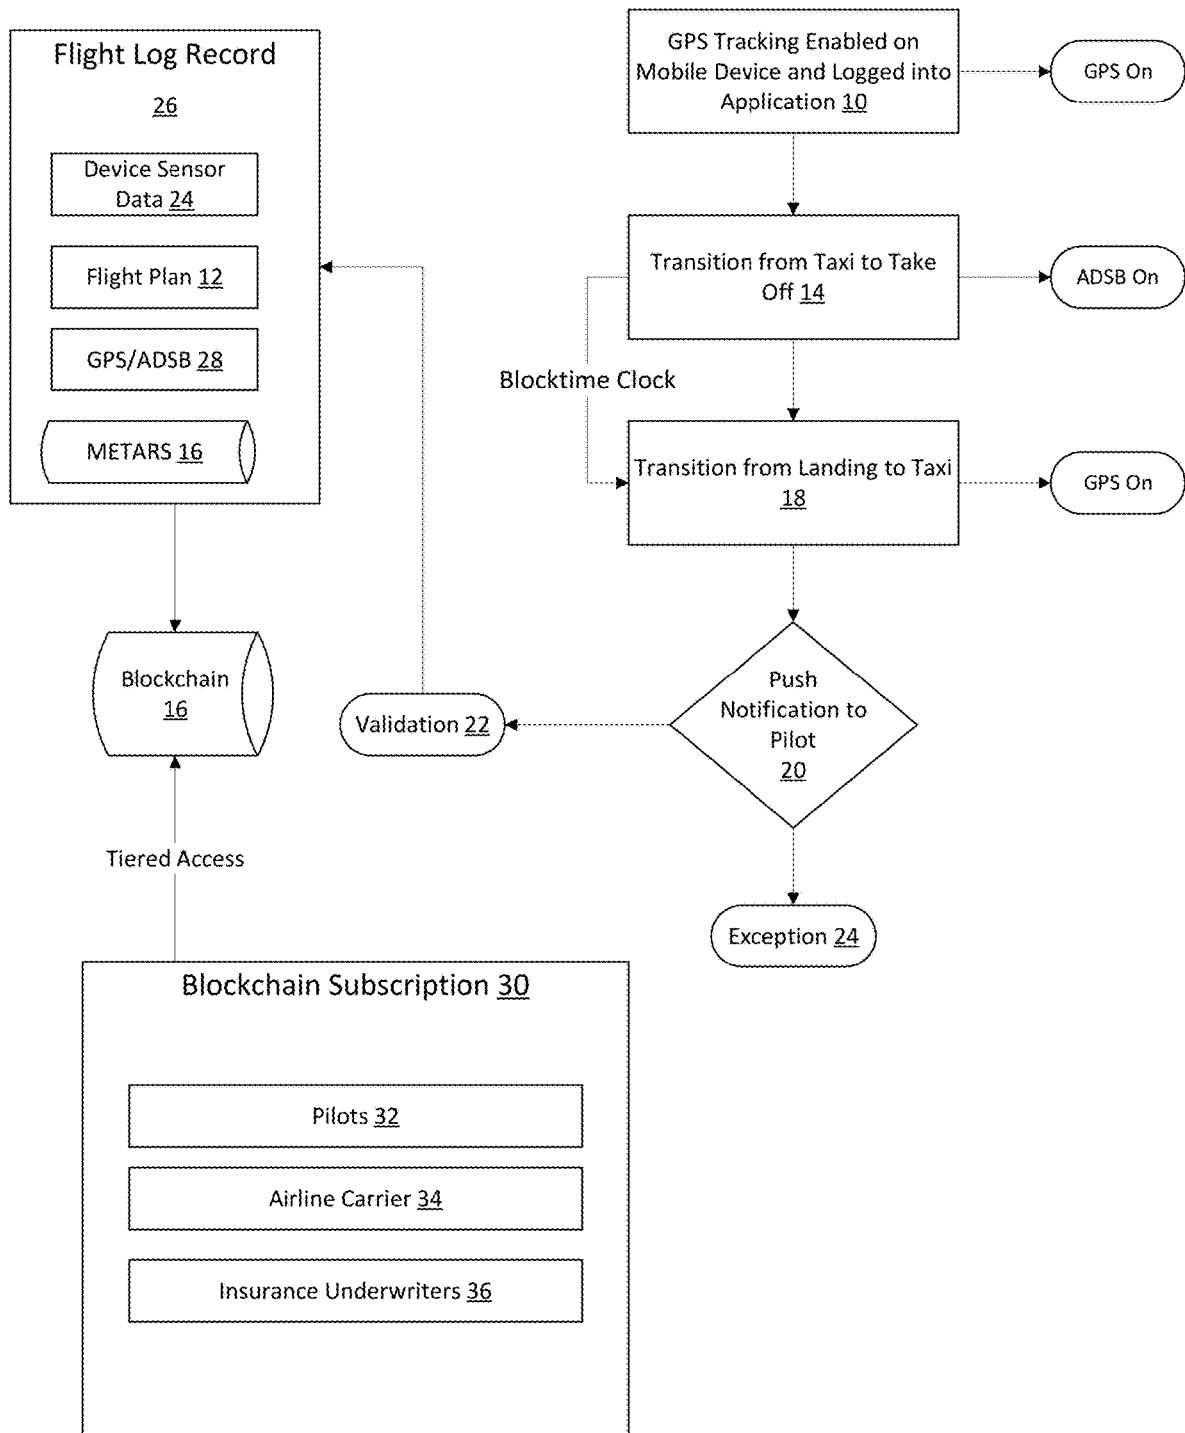 Flight Log Record
26
Device Sensor
Data 24
Flight Plan 12
GPS/ADSB 28
METARS 16
GPS Tracking Enabled on
Mobile Device and Logged into
Application 10
GPS On
Transition from Taxi to Take
Off 14
ADSB On
Blocktime Clock
Transition from Landing to Taxi
18
GPS On
Blockchain
16
Validation 22
Push
Notification to
Pilot
20
Tiered Access
Exception 24
Blockchain Subscription 30
Pilots 32
Airline Carrier 34
Insurance Underwriters 36